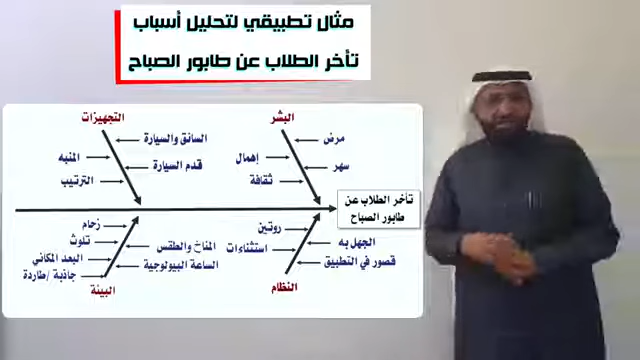 مثال تطبيقي لتحليل أسباب
تأخر الطلاب عن طابور الصباح
البشر
التجهيزات
مرض
إهمال
سهر
ثقافة
السائق والسيارة
المنبه
قدم السيارة
الترتيب
تأخر الطلاب عن
طابور الصباح
روتين
الجهل به
استثناءات
قصور في التطبيق
النظام
زحام
تلوث
المناخ والطقس
البعد المكاني
الساعة البيولوجية
جاذبة /طاردة
البيئة